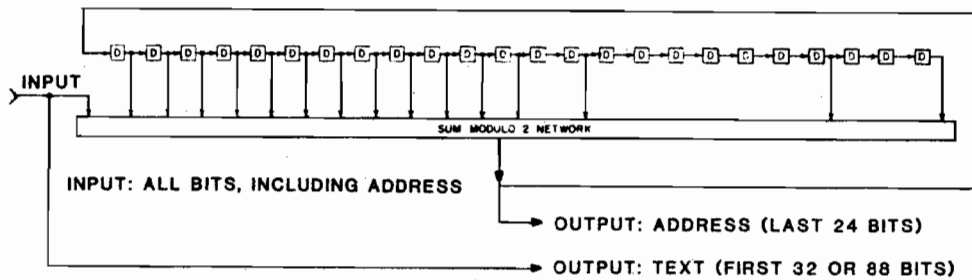 D D D D D D D D D D D D D D D D D D D D D D D D
INPUT
SUM MODULO 2 NETWORK
INPUT: ALL BITS, INCLUDING ADDRESS
OUTPUT: ADDRESS (LAST 24 BITS)
OUTPUT: TEXT (FIRST 32 OR 88 BITS)